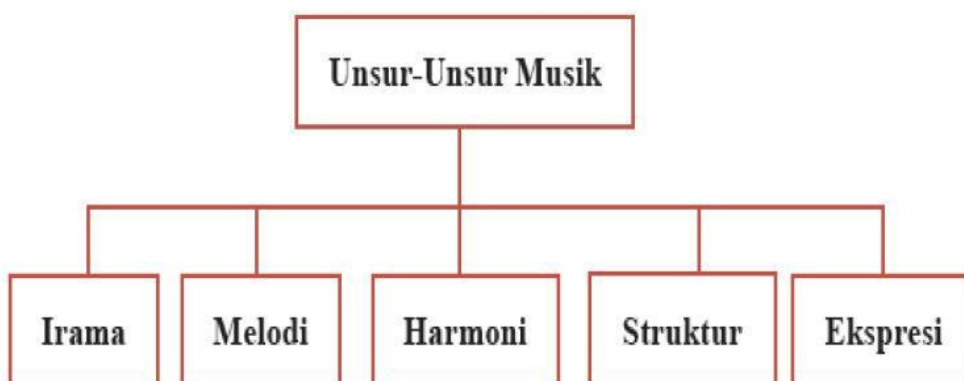 Unsur-Unsur Musik
Irama
Melodi
Harmoni
Struktur
Ekspresi